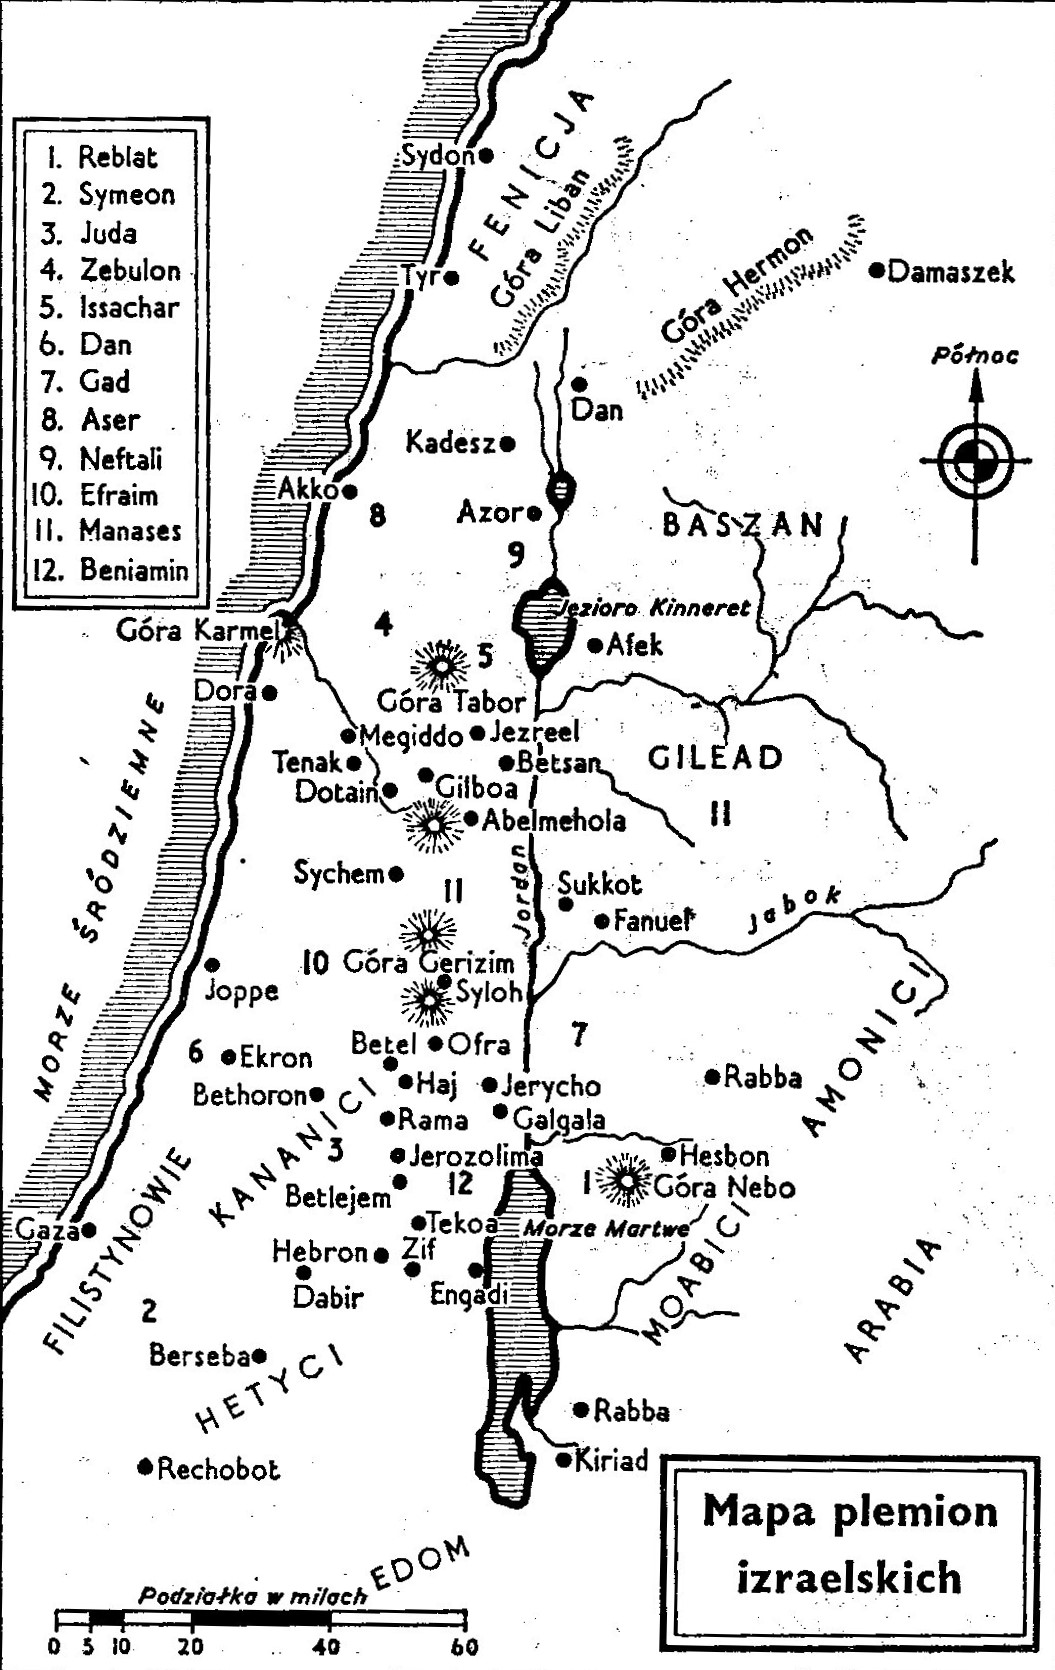 1. Reblat
2. Symeon
3. Juda
4. Zebulon
5. Issachar
6. Dan
7. Gad
8. Aser
9. Neftali
10. Efraim
11. Manases
12. Beniamin
Sydon
FENICJA
Góra Liban
Tyr
Góra Hermon
Damaszek
Północ
Dan
Kadesz
Akko
8
Azor
BASZAN
9
Jezioro Kinneret
Góra Karmel
4
5
Afek
Góra Tabor
Dora
Megiddo
Jezreel
Tenak
Betsan
GILEAD
Dotain
Gilboa
Abelmehola
11
MORZE ŚRÓDZIEMNE
Sychem
11
Jordan
Sukkot
Fanuel
Jabok
10
Góra Gerizim
Joppe
Syloh
AMONICI
7
6
Ekron
Betel
Ofra
Bethoron
Haj
Jerycho
Rabba
KANANICI
Rama
Galgala
3
Jerozolima
Hesbon
Betlejem
12
1
Góra Nebo
Gaza
FILISTYNOWIE
Tekoa
Morze Martwe
MOABICI
Hebron
Zif
Dabir
Engadi
ARABIA
2
Berseba
HETYCI
Rabba
Rechobot
Kiriad
EDOM
Mapa plemion
izraelskich
Podziałka w milach
0 5 10 20 40 60